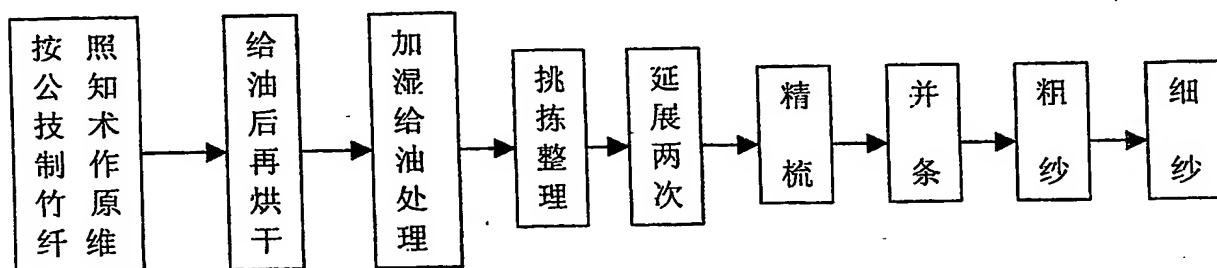 按照
公知
技术
制作
竹原
纤维
给油后再烘干
加湿给油处理
挑拣整理
延展两次
精梳
并条
粗纱
细纱